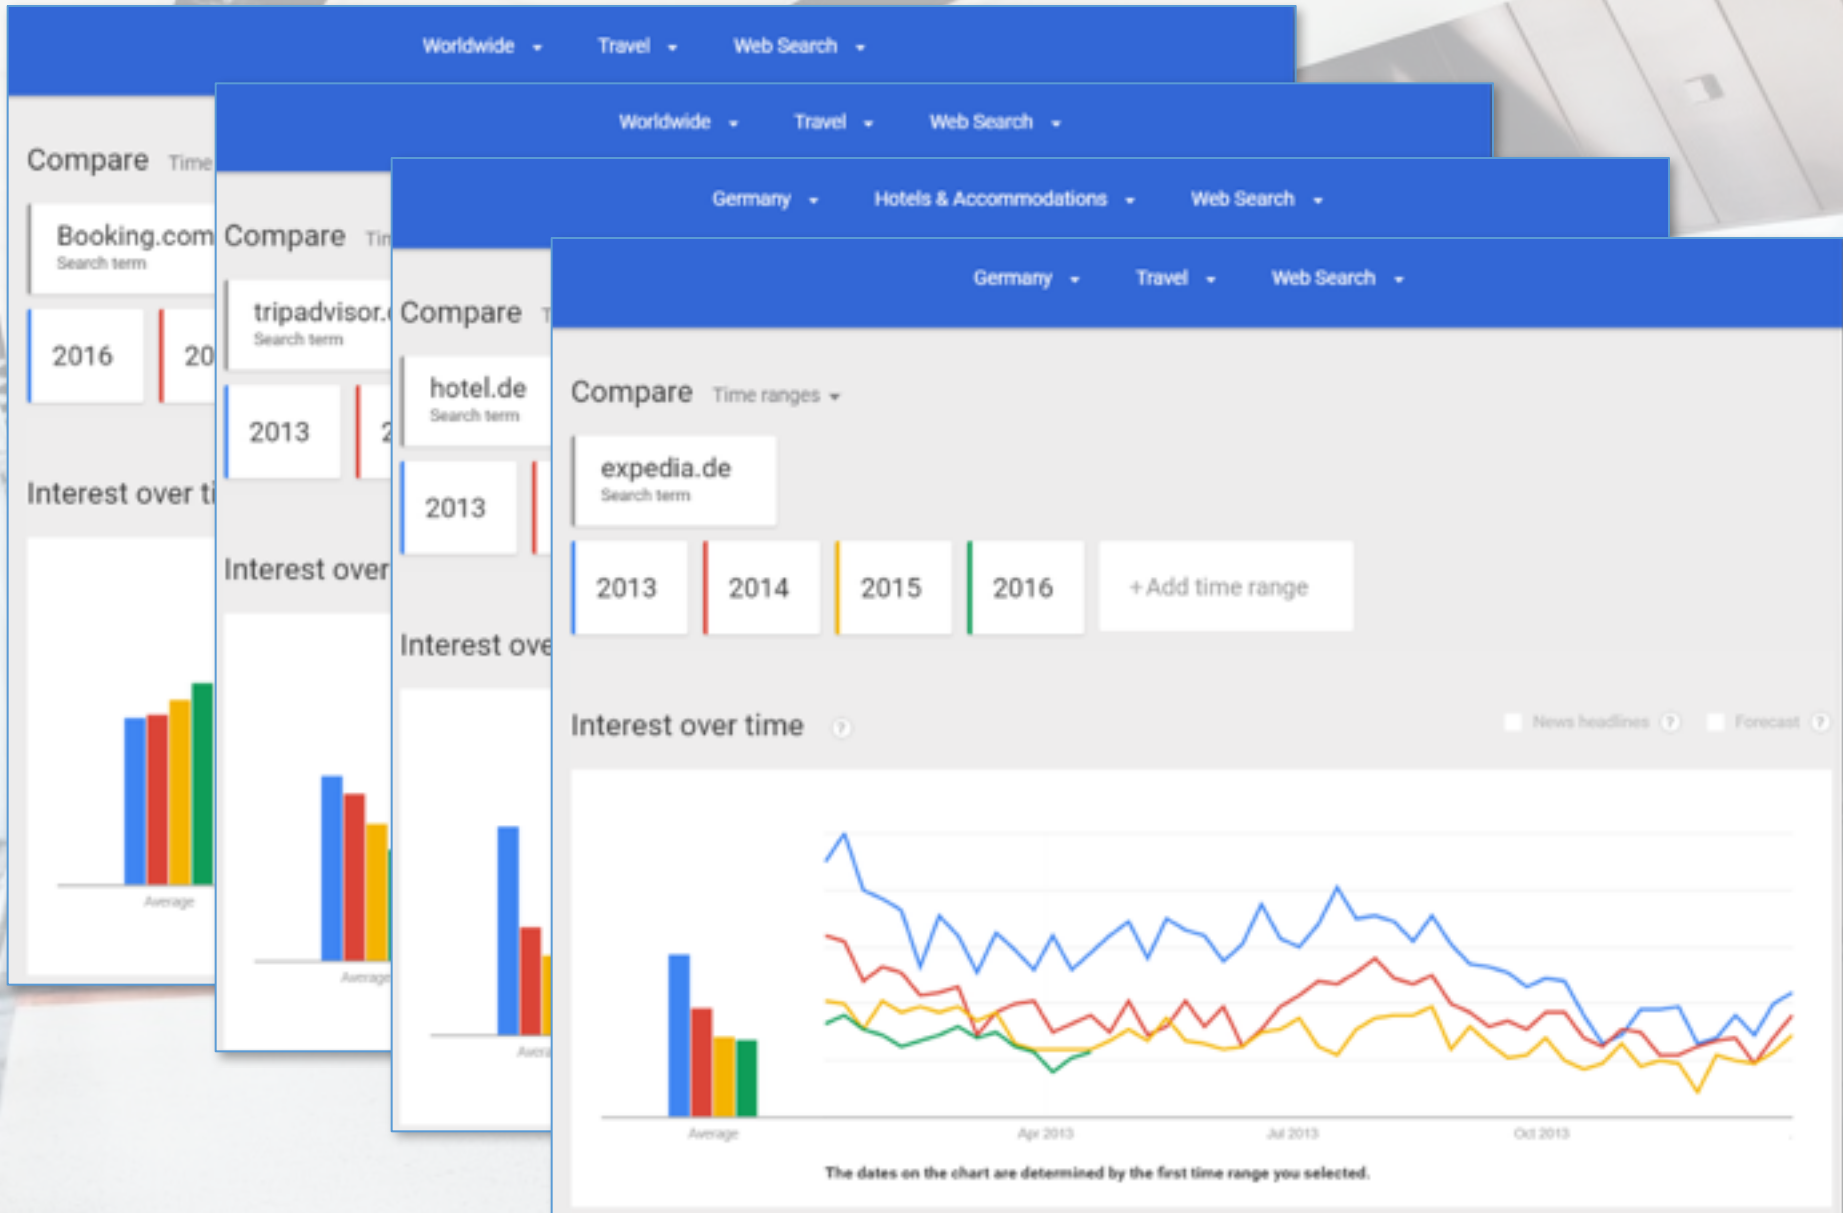 Worldwide Travel Web Search
Compare Time
Booking.com
Search term
2016 20
Interest over ti
Average
Worldwide Travel Web Search
Compare Tim
tripadvisor.
Search term
2013 2
Interest over
Average
Germany Hotels & Accommodations Web Search
Compare T
hotel.de
Search term
2013
Interest ove
Avera
Germany Travel Web Search
Compare Time ranges
expedia.de
Search term
2013 2014 2015 2016 +Add time range
Interest over time ? News headlines ? Forecast ?
Average Apr 2013 Jul 2013 Oct 2013
The dates on the chart are determined by the first time range you selected.